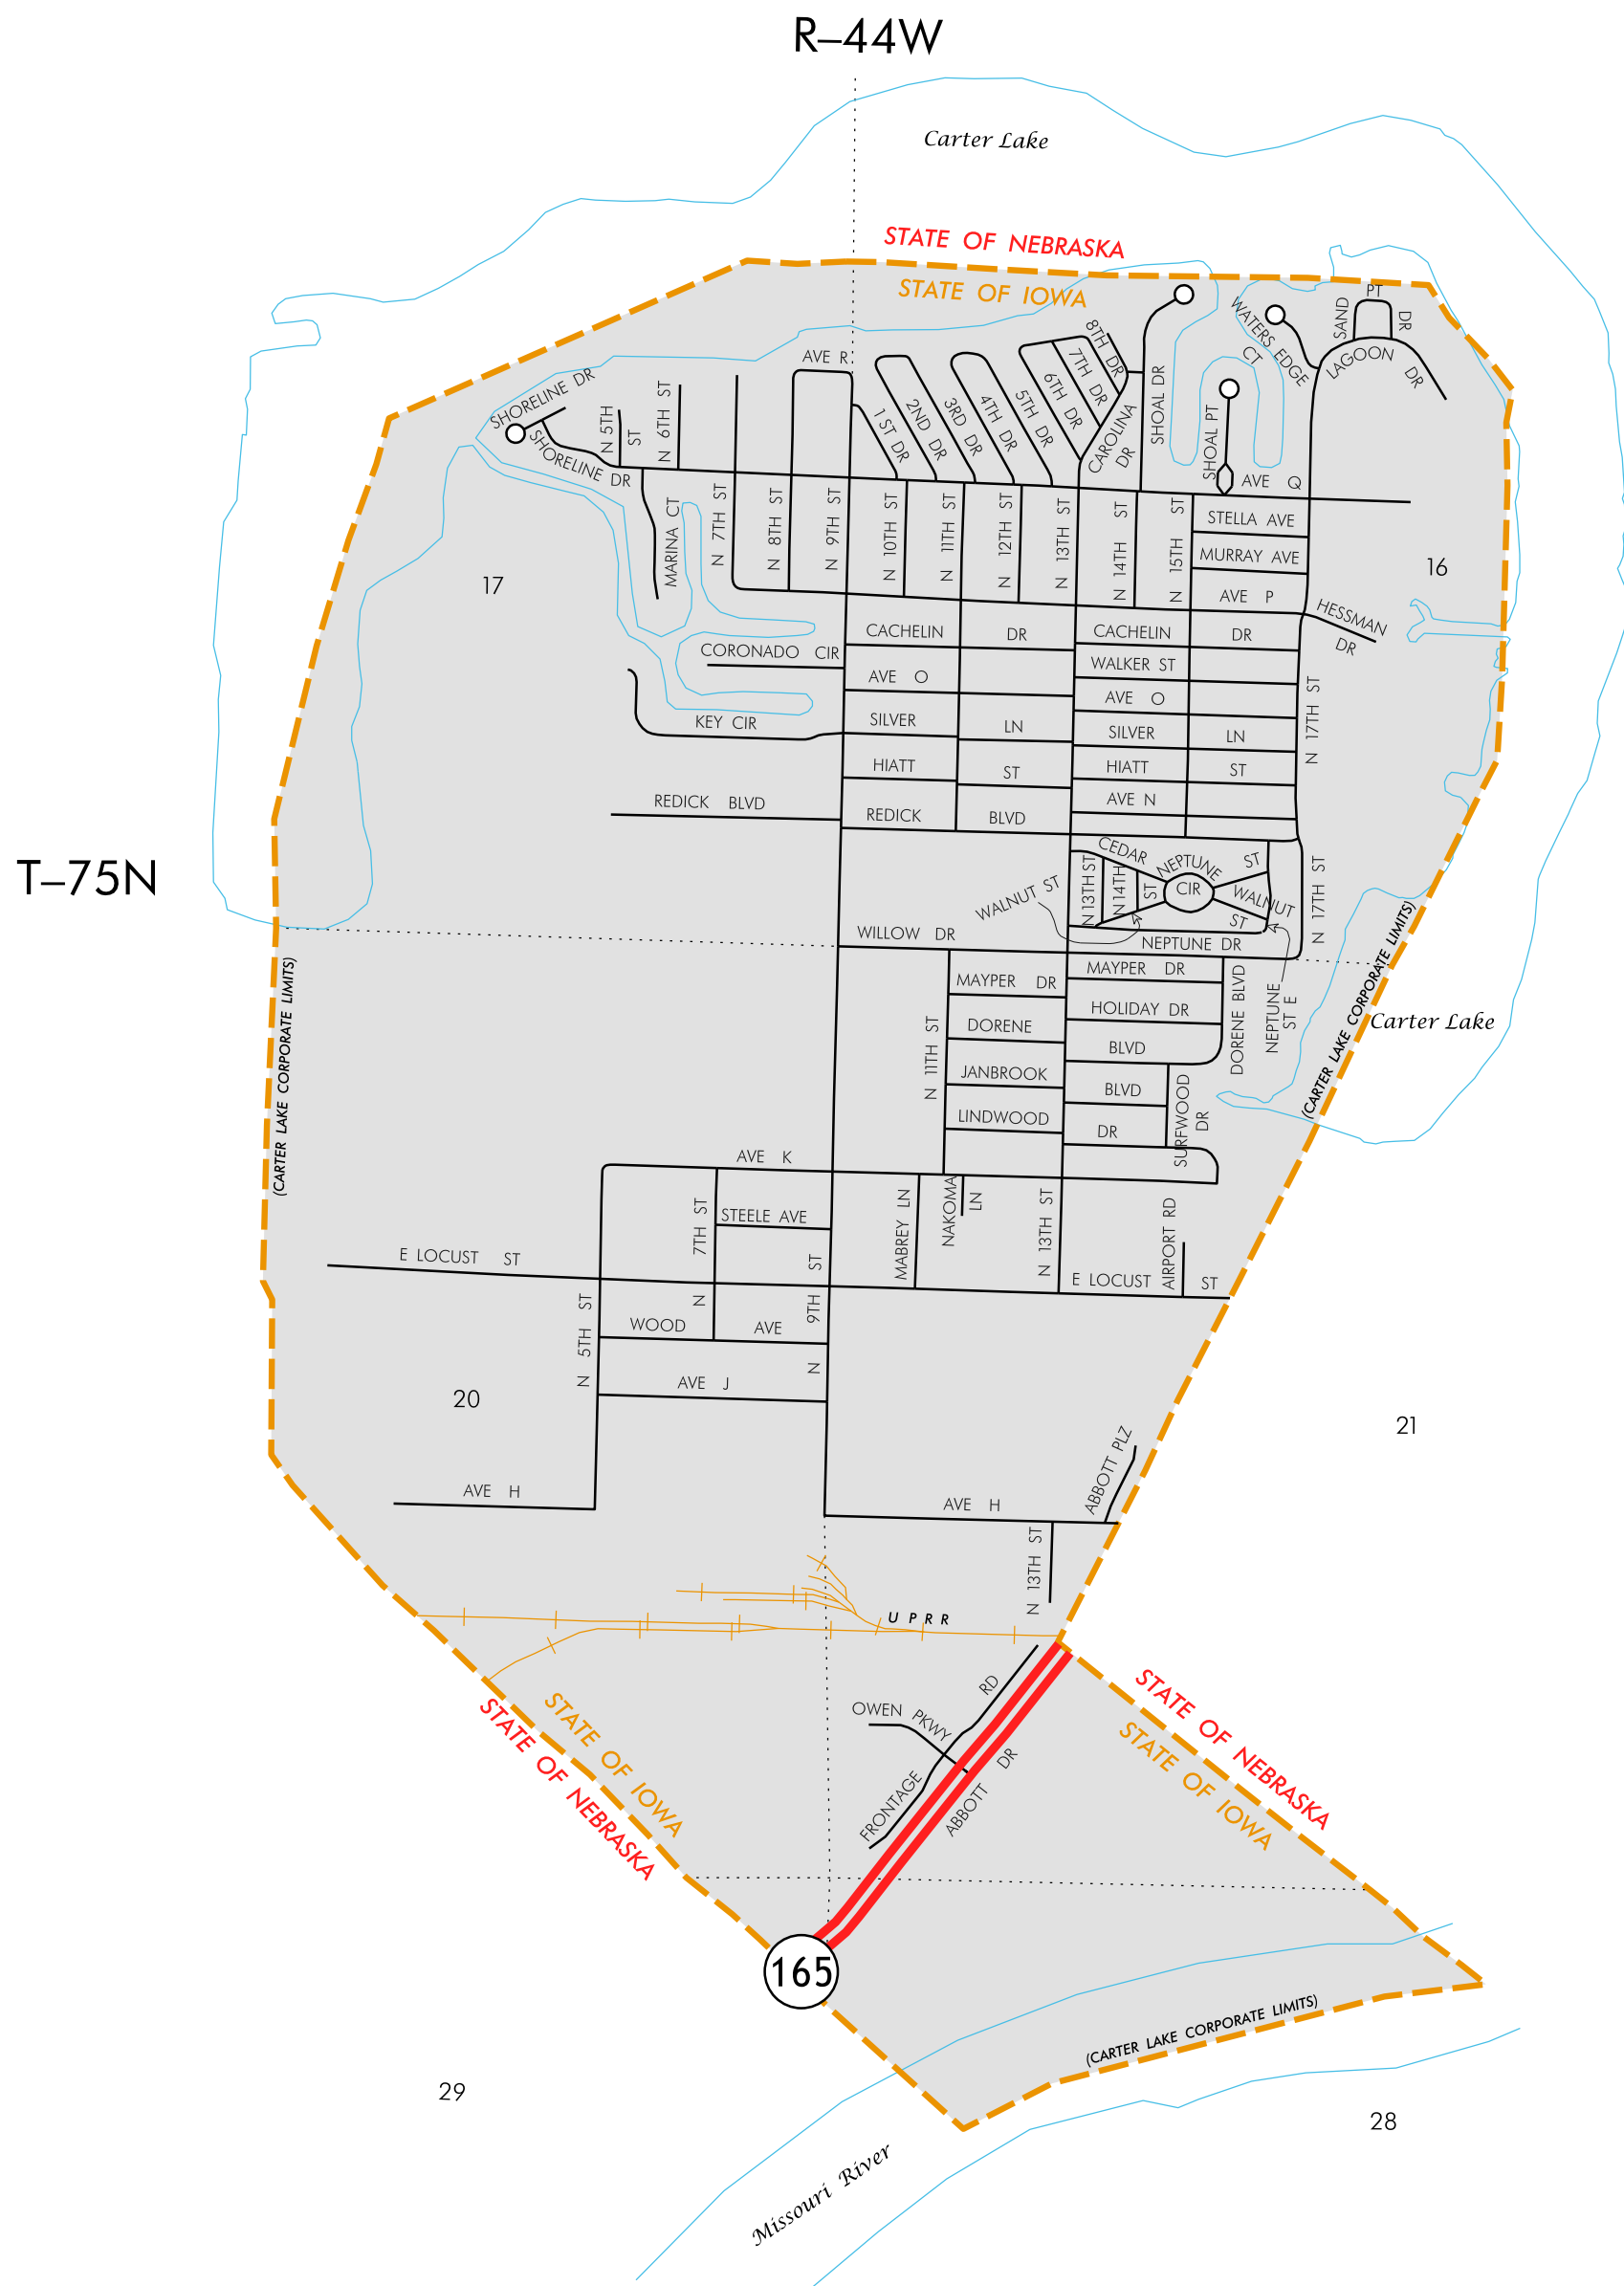 R–44W
Carter Lake
STATE OF NEBRASKA
STATE OF IOWA
SHORELINE DR
SHORELINE DR
N 5TH ST
N 6TH ST
AVE R
1ST DR
2ND DR
3RD DR
4TH DR
5TH DR
6TH DR
7TH DR
8TH DR
CAROLINA DR
SHOAL DR
SHOAL PT
WATERS EDGE CT
SAND PT DR
LAGOON DR
AVE Q
MARINA CT
N 7TH ST
N 8TH ST
N 9TH ST
N 10TH ST
N 11TH ST
N 12TH ST
N 13TH ST
N 14TH ST
N 15TH ST
STELLA AVE
MURRAY AVE
AVE P
HESSMAN DR
17
16
CACHELIN DR
CACHELIN DR
CORONADO CIR
WALKER ST
AVE O
AVE O
N 17TH ST
KEY CIR
SILVER LN
SILVER LN
HIATT ST
HIATT ST
REDICK BLVD
REDICK BLVD
AVE N
T–75N
CEDAR ST
NEPTUNE CIR
WALNUT ST
N 13TH ST
N 14TH ST
WALNUT ST
N 17TH ST
WILLOW DR
NEPTUNE DR
NEPTUNE ST E
(CARTER LAKE CORPORATE LIMITS)
(CARTER LAKE CORPORATE LIMITS)
MAYPER DR
MAYPER DR
HOLIDAY DR
DORENE BLVD
DORENE BLVD
Carter Lake
N 11TH ST
JANBROOK BLVD
LINDWOOD DR
SURFWOOD DR
AVE K
7TH ST
N
STEELE AVE
MABREY LN
NAKOMA LN
N 13TH ST
AIRPORT RD
E LOCUST ST
E LOCUST ST
N 5TH ST
N 9TH ST
WOOD AVE
AVE J
20
21
AVE H
AVE H
ABBOTT PLZ
N 13TH ST
U P R R
STATE OF IOWA
STATE OF NEBRASKA
OWEN PKWY
FRONTAGE RD
ABBOTT DR
STATE OF NEBRASKA
STATE OF IOWA
165
(CARTER LAKE CORPORATE LIMITS)
29
28
Missouri River